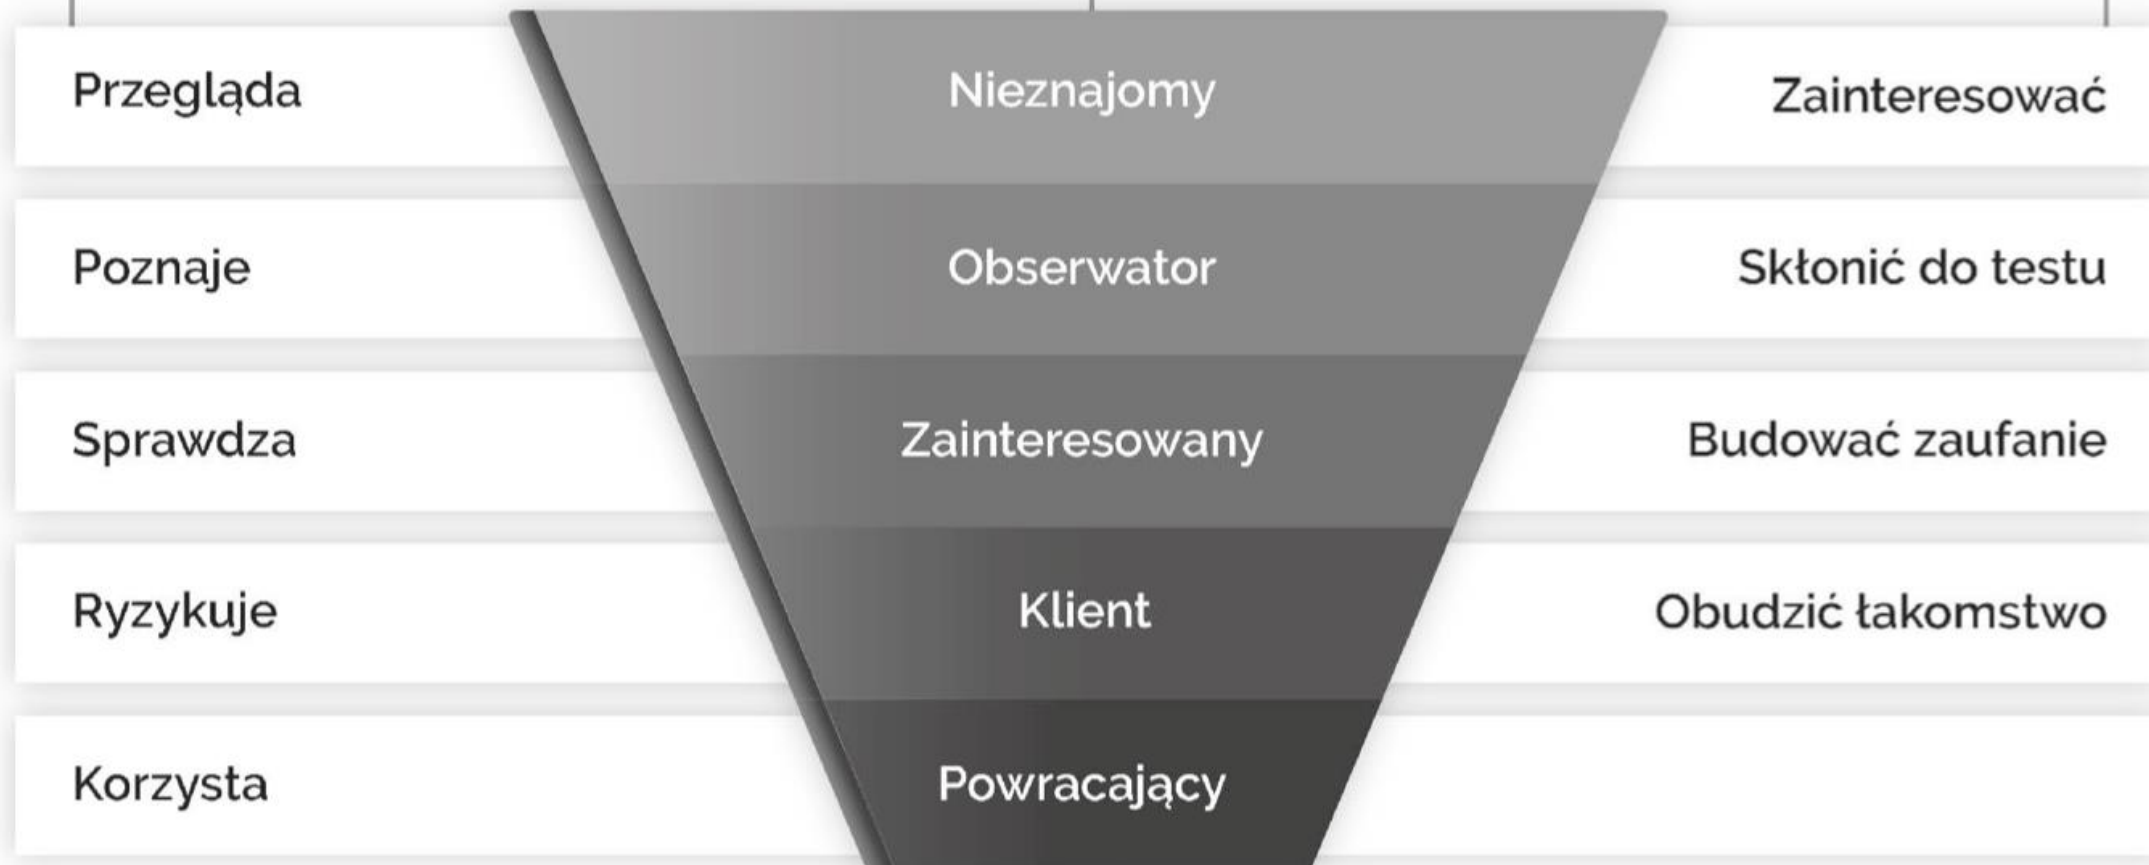 Przegląda Nieznajomy Zainteresować
Poznaje Obserwator Skłonić do testu
Sprawdza Zainteresowany Budować zaufanie
Ryzykuje Klient Obudzić łakomstwo
Korzysta Powracający